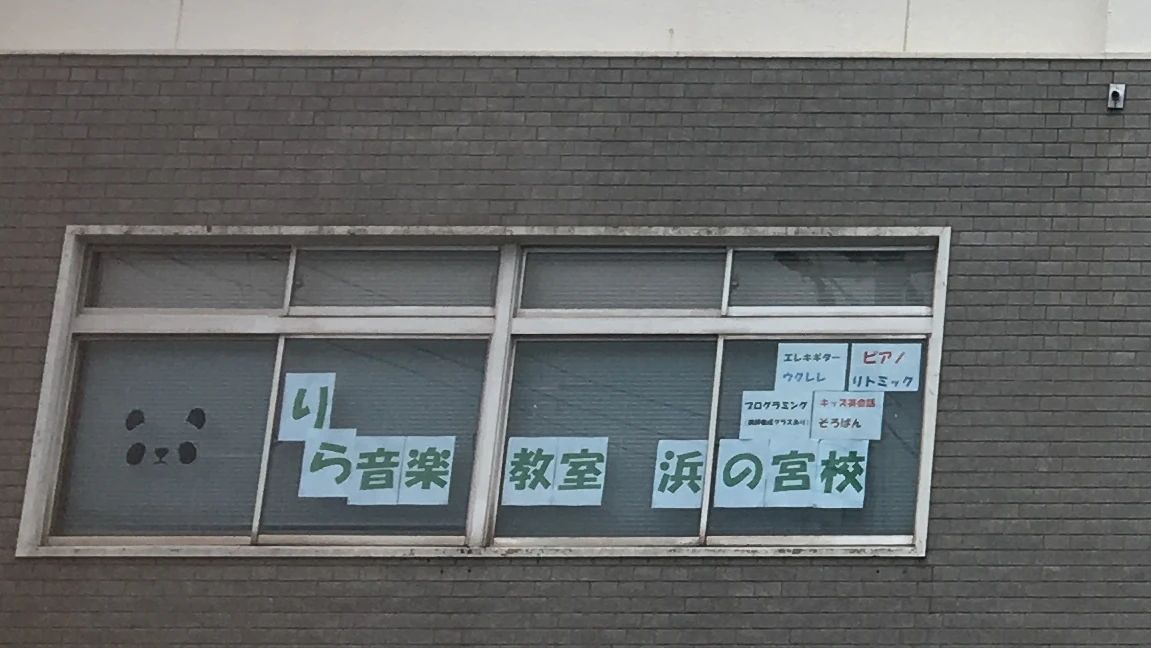 エレキギター
ウクレレ
ピアノ
リトミック
プログラミング
キッズ英会話
そろばん
りら音楽教室 浜の宮校